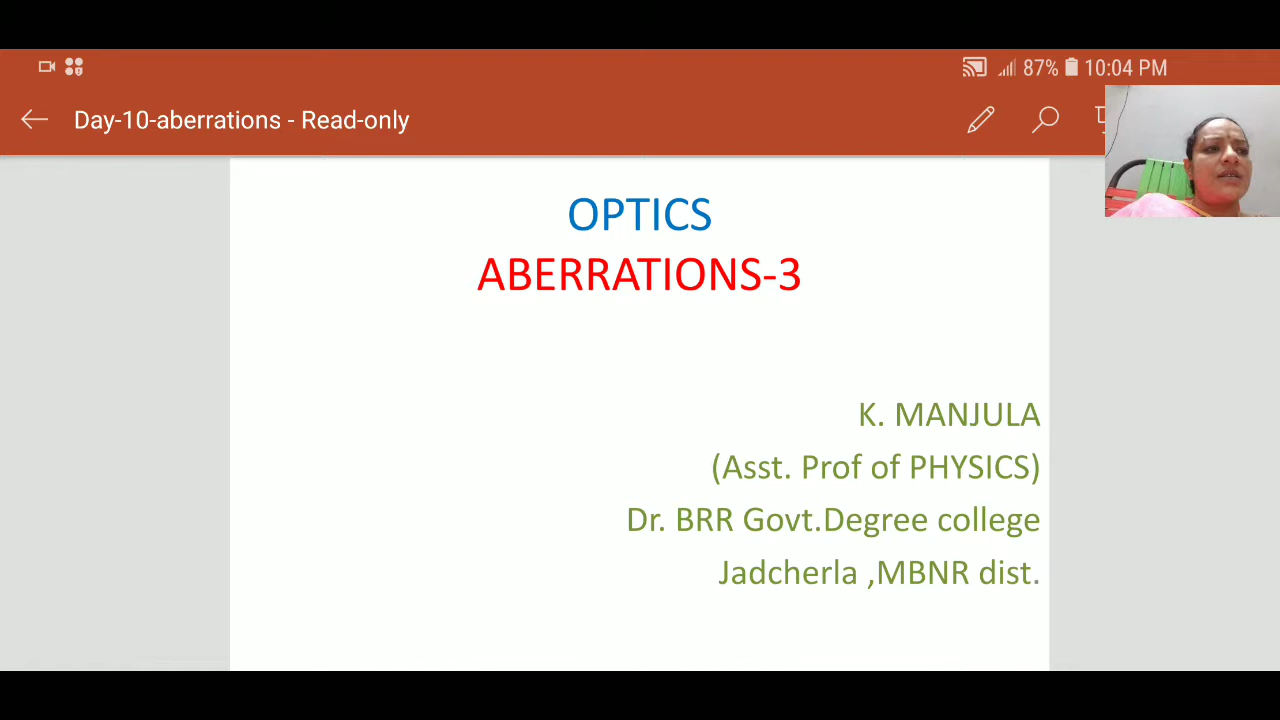 87% 10:04 PM
Day-10-aberrations - Read-only
OPTICS
ABERRATIONS-3
K. MANJULA
(Asst. Prof of PHYSICS)
Dr. BRR Govt.Degree college
Jadcherla ,MBNR dist.